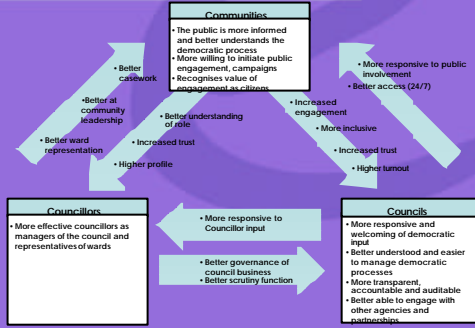 Communities
• The public is more informed
and better understands the
democratic process
• More willing to initiate public
engagement, campaigns
• Recognises value of
engagement as citizens
• Better
casework
• Better at
community
leadership
• Better ward
representation
• Better understanding
of role
• Increased trust
• Higher profile
• Increased
engagement
• More inclusive
• Increased trust
• Higher turnout
• More responsive to public
involvement
• Better access (24/7)
Councillors
• More effective councillors as
managers of the council and
representatives of wards
• More responsive to
Councillor input
• Better governance of
council business
• Better scrutiny function
Councils
• More responsive and
welcoming of democratic
input
• Better understood and easier
to manage democratic
processes
• More transparent,
accountable and auditable
• Better able to engage with
other agencies and
partnerships